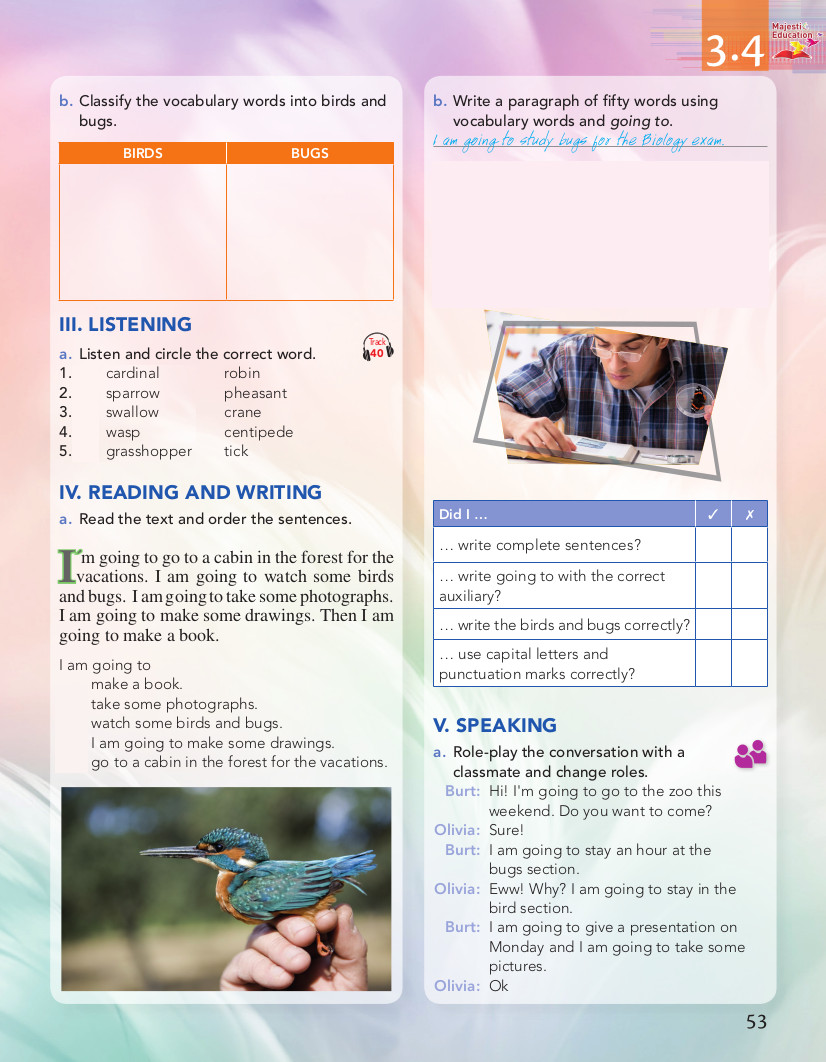 3.4
Majestic
Education
b. Classify the vocabulary words into birds and
bugs.
BIRDS BUGS
III. LISTENING
a. Listen and circle the correct word.
Track
40
1. cardinal robin
2. sparrow pheasant
3. swallow crane
4. wasp centipede
5. grasshopper tick
IV. READING AND WRITING
a. Read the text and order the sentences.
I´m going to go to a cabin in the forest for the
vacations. I am going to watch some birds
and bugs. I am going to take some photographs.
I am going to make some drawings. Then I am
going to make a book.
I am going to
make a book.
take some photographs.
watch some birds and bugs.
I am going to make some drawings.
go to a cabin in the forest for the vacations.
b. Write a paragraph of fifty words using
vocabulary words and going to.
I am going to study bugs for the Biology exam.
Did I … ✓ ✗
… write complete sentences?
… write going to with the correct
auxiliary?
… write the birds and bugs correctly?
… use capital letters and
punctuation marks correctly?
V. SPEAKING
a. Role-play the conversation with a
classmate and change roles.
Burt: Hi! I'm going to go to the zoo this
weekend. Do you want to come?
Olivia: Sure!
Burt: I am going to stay an hour at the
bugs section.
Olivia: Eww! Why? I am going to stay in the
bird section.
Burt: I am going to give a presentation on
Monday and I am going to take some
pictures.
Olivia: Ok
53